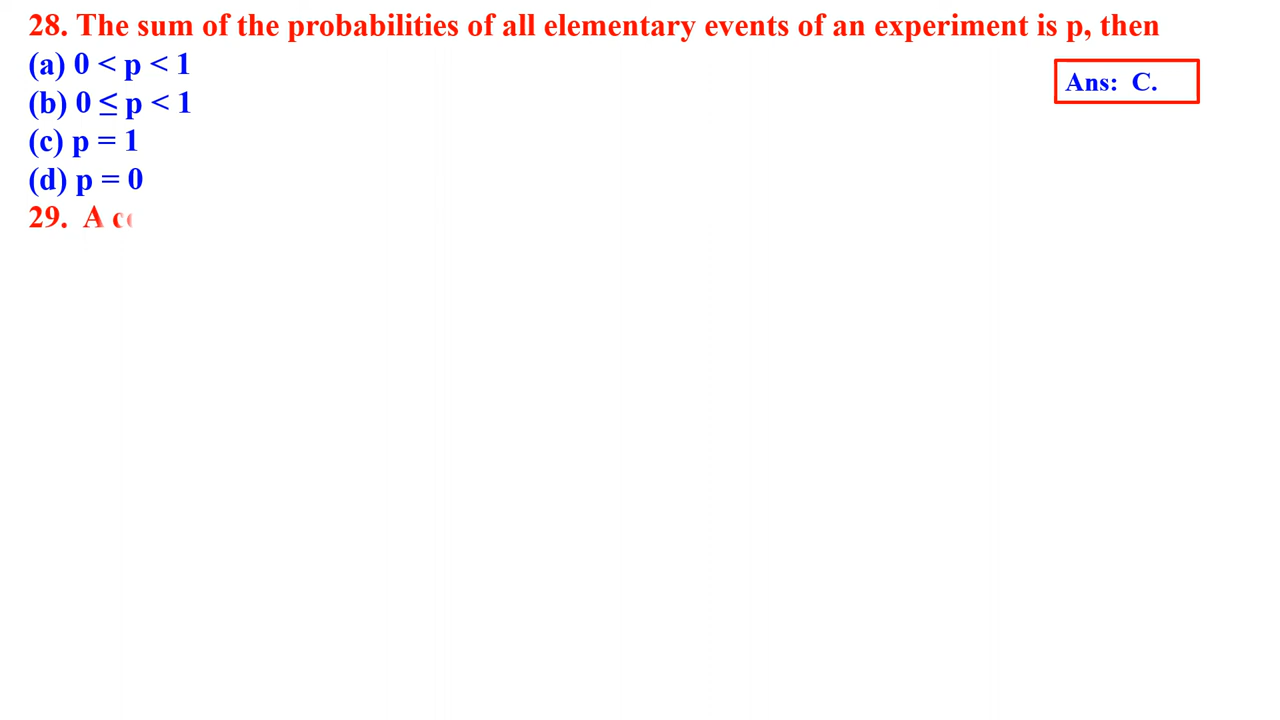 28. The sum of the probabilities of all elementary events of an experiment is p, then
(a) 0 < p < 1
Ans: C.
(b) 0 ≤ p < 1
(c) p = 1
(d) p = 0
29. A